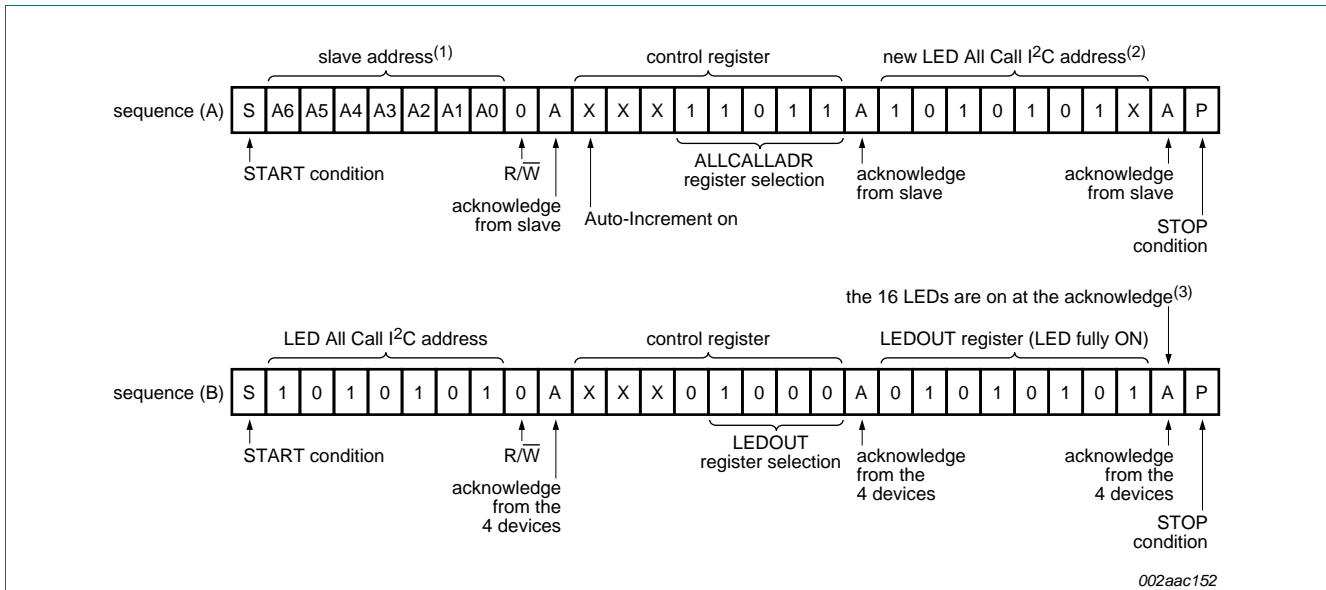 slave address(1) control register new LED All Call I2C address(2)
sequence (A) S A6 A5 A4 A3 A2 A1 A0 0 A X X X 1 1 0 1 1 A 1 0 1 0 1 0 1 X A P
START condition R/W̅ ALLCALLADR
register selection
acknowledge
from slave
Auto-Increment on
acknowledge
from slave
acknowledge
from slave
STOP
condition
the 16 LEDs are on at the acknowledge(3)
LED All Call I2C address control register LEDOUT register (LED fully ON)
sequence (B) S 1 0 1 0 1 0 1 0 A X X X 0 1 0 0 0 A 0 1 0 1 0 1 0 1 A P
START condition R/W̅ LEDOUT
register selection
acknowledge
from the
4 devices
acknowledge
from the
4 devices
acknowledge
from the
4 devices
STOP
condition
002aac152